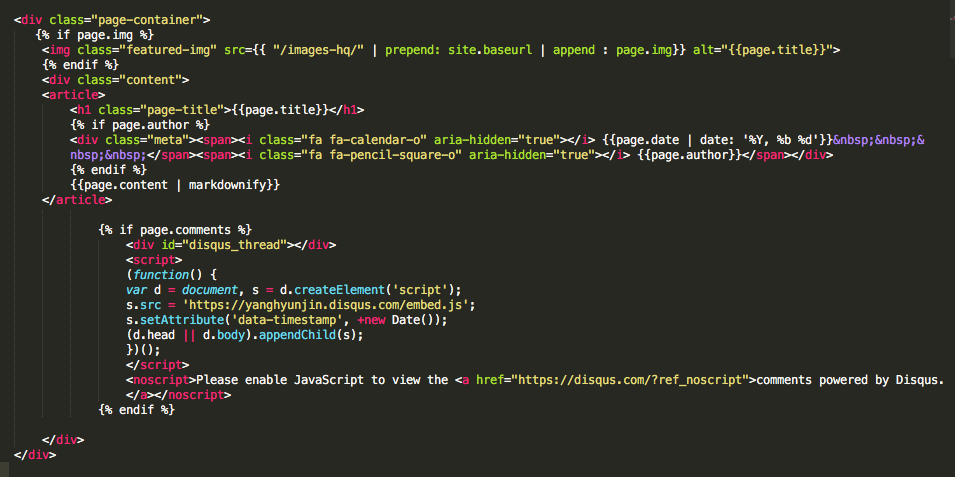 <div class="page-container">
{% if page.img %}
<img class="featured-img" src={{ "/images-hq/" | prepend: site.baseurl | append : page.img}} alt="{{page.title}}">
{% endif %}
<div class="content">
<article>
<h1 class="page-title">{{page.title}}</h1>
{% if page.author %}
<div class="meta"><span><i class="fa fa-calendar-o" aria-hidden="true"></i> {{page.date | date: '%Y, %b %d'}}&nbsp;&nbsp;&
nbsp;&nbsp;</span><span><i class="fa fa-pencil-square-o" aria-hidden="true"></i> {{page.author}}</span></div>
{% endif %}
{{page.content | markdownify}}
</article>
{% if page.comments %}
<div id="disqus_thread"></div>
<script>
(function() {
var d = document, s = d.createElement('script');
s.src = 'https://yanghyunjin.disqus.com/embed.js';
s.setAttribute('data-timestamp', +new Date());
(d.head || d.body).appendChild(s);
})();
</script>
<noscript>Please enable JavaScript to view the <a href="https://disqus.com/?ref_noscript">comments powered by Disqus.
</a></noscript>
{% endif %}
</div>
</div>